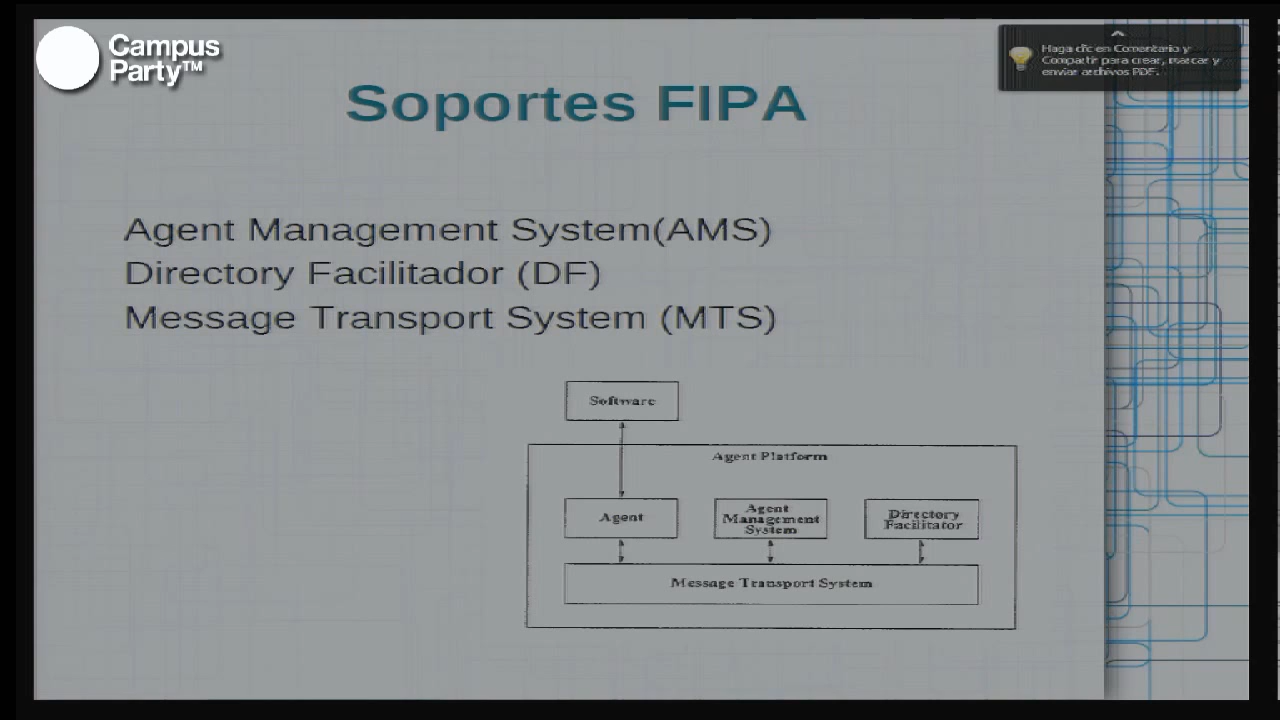 Campus
Party™
Haga clic en Comentario y
Compartir para crear, marcar y
enviar archivos PDF.
Soportes FIPA
Agent Management System(AMS)
Directory Facilitador (DF)
Message Transport System (MTS)
Software
Agent Platform
Agent
Agent
Management
System
Directory
Facilitator
Message Transport System